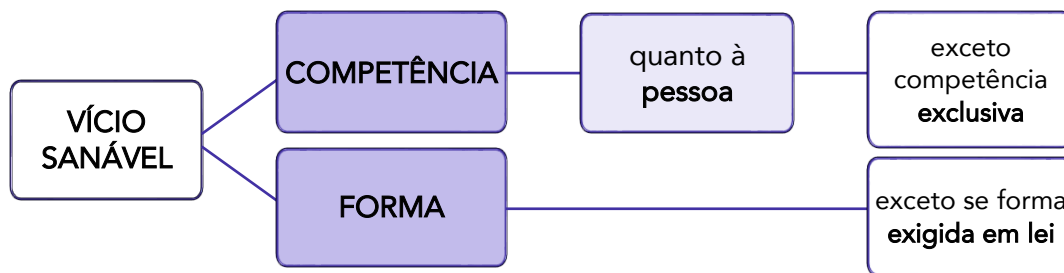 VÍCIO
SANÁVEL
COMPETÊNCIA
quanto à
pessoa
exceto
competência
exclusiva
FORMA
exceto se forma
exigida em lei